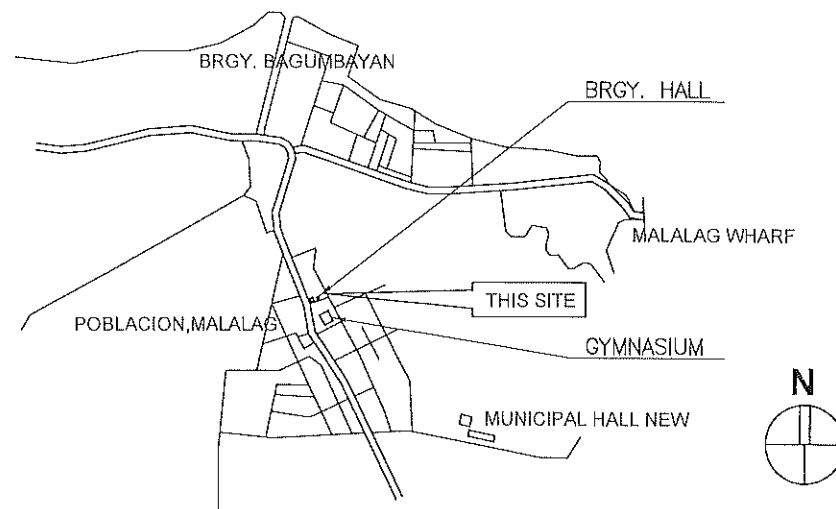 BRGY. BAGUMBAYAN
BRGY. HALL
MALALAG WHARF
THIS SITE
POBLACION,MALALAG
GYMNASIUM
N
MUNICIPAL HALL NEW